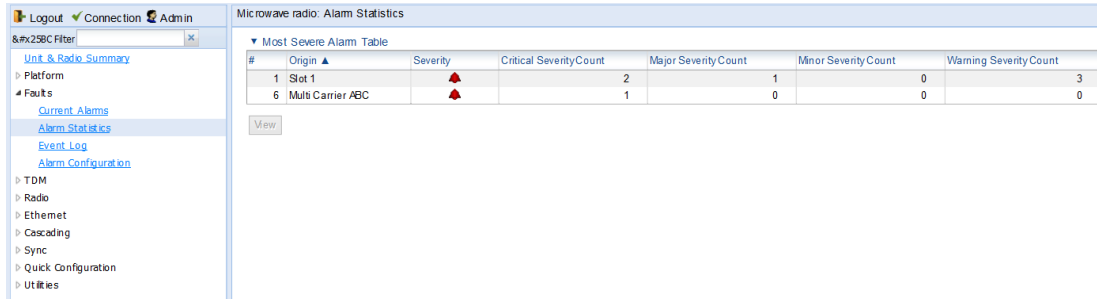 Logout Connection Admin
&#x25BC Filter
Unit & Radio Summary
Platform
Faults
Current Alarms
Alarm Statistics
Event Log
Alarm Configuration
TDM
Radio
Ethernet
Cascading
Sync
Quick Configuration
Utilities
Microwave radio: Alarm Statistics
▼ Most Severe Alarm Table
# Origin ▲ Severity Critical Severity Count Major Severity Count Minor Severity Count Warning Severity Count
1 Slot 1 2 1 0 3
6 Multi Carrier ABC 1 0 0 0
View